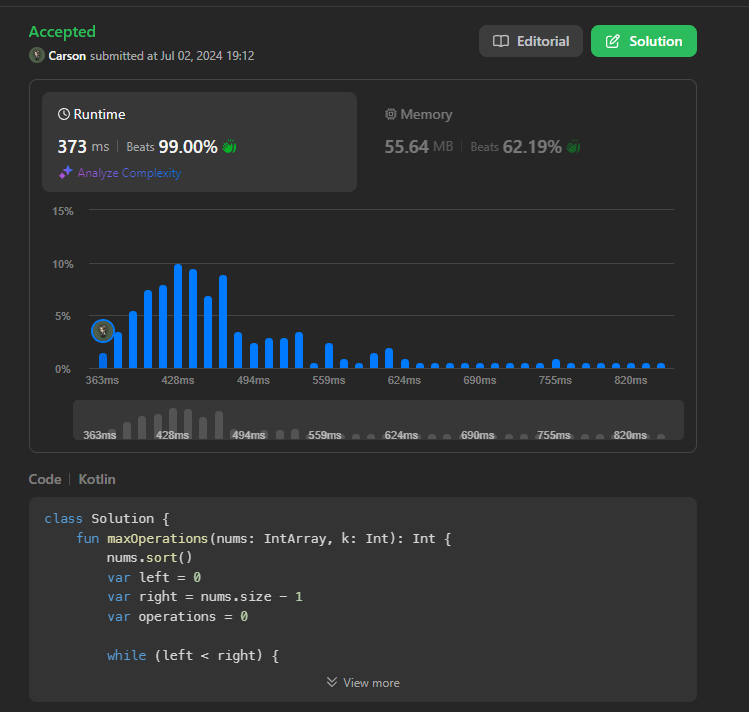 Accepted
Editorial
Solution
Carson submitted at Jul 02, 2024 19:12
Runtime
Memory
373 ms | Beats 99.00%
55.64 MB | Beats 62.19%
Analyze Complexity
15%
10%
5%
0%
363ms 428ms 494ms 559ms 624ms 690ms 755ms 820ms
363ms 428ms 494ms 559ms 624ms 690ms 755ms 820ms
Code | Kotlin
class Solution {
    fun maxOperations(nums: IntArray, k: Int): Int {
        nums.sort()
        var left = 0
        var right = nums.size - 1
        var operations = 0
        while (left < right) {
View more